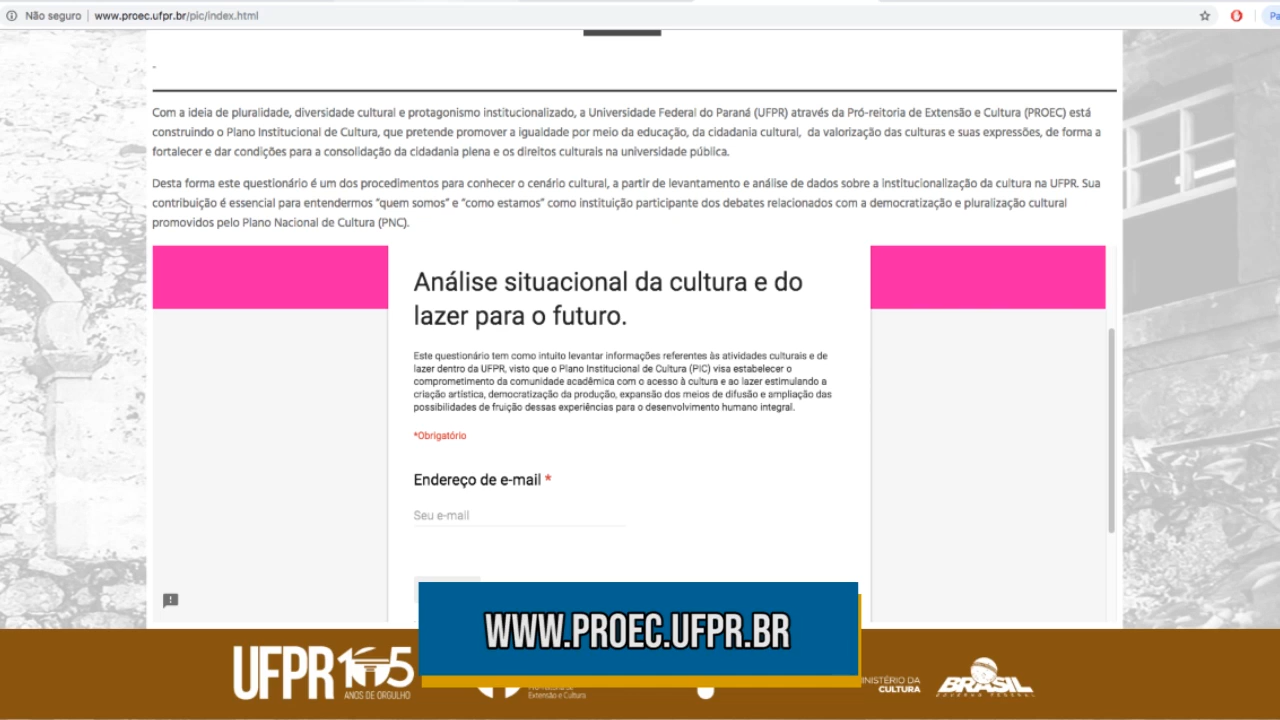 Não seguro
www.proec.ufpr.br/pic/index.html
Pa
-
Com a ideia de pluralidade, diversidade cultural e protagonismo institucionalizado, a Universidade Federal do Paraná (UFPR) através da Pró-reitoria de Extensão e Cultura (PROEC) está
construindo o Plano Institucional de Cultura, que pretende promover a igualdade por meio da educação, da cidadania cultural, da valorização das culturas e suas expressões, de forma a
fortalecer e dar condições para a consolidação da cidadania plena e os direitos culturais na universidade pública.
Desta forma este questionário é um dos procedimentos para conhecer o cenário cultural, a partir de levantamento e análise de dados sobre a institucionalização da cultura na UFPR. Sua
contribuição é essencial para entendermos “quem somos” e “como estamos” como instituição participante dos debates relacionados com a democratização e pluralização cultural
promovidos pelo Plano Nacional de Cultura (PNC).
Análise situacional da cultura e do
lazer para o futuro.
Este questionário tem como intuito levantar informações referentes às atividades culturais e de
lazer dentro da UFPR, visto que o Plano Institucional de Cultura (PIC) visa estabelecer o
comprometimento da comunidade acadêmica com o acesso à cultura e ao lazer estimulando a
criação artística, democratização da produção, expansão dos meios de difusão e ampliação das
possibilidades de fruição dessas experiências para o desenvolvimento humano integral.
*Obrigatório
Endereço de e-mail *
Seu e-mail
WWW.PROEC.UFPR.BR
UFPR 105
ANOS DE ORGULHO
Extensão e Cultura
INISTÉRIO DA
CULTURA
BRASIL
GOVERNO FEDERAL